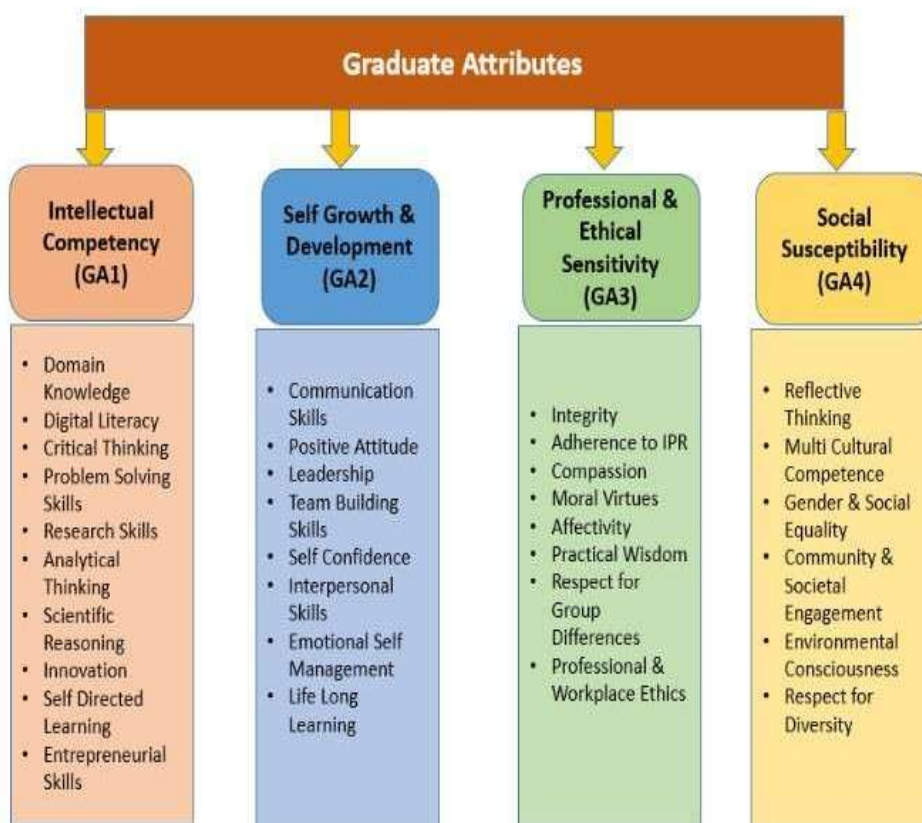 Graduate Attributes
Intellectual
Competency
(GA1)
Self Growth &
Development
(GA2)
Professional &
Ethical
Sensitivity
(GA3)
Social
Susceptibility
(GA4)
• Domain
Knowledge
• Digital Literacy
• Critical Thinking
• Problem Solving
Skills
• Research Skills
• Analytical
Thinking
• Scientific
Reasoning
• Innovation
• Self Directed
Learning
• Entrepreneurial
Skills
• Communication
Skills
• Positive Attitude
• Leadership
• Team Building
Skills
• Self Confidence
• Interpersonal
Skills
• Emotional Self
Management
• Life Long
Learning
• Integrity
• Adherence to IPR
• Compassion
• Moral Virtues
• Affectivity
• Practical Wisdom
• Respect for
Group
Differences
• Professional &
Workplace Ethics
• Reflective
Thinking
• Multi Cultural
Competence
• Gender & Social
Equality
• Community &
Societal
Engagement
• Environmental
Consciousness
• Respect for
Diversity